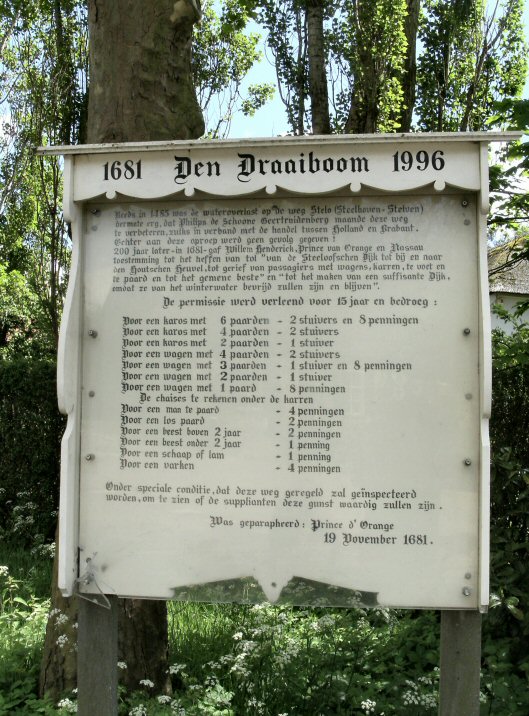 1681 Den Draaiboom 1996
Reeds in 1485 was de wateroverlast op de weg Stelo (Steelhoven-Stelven)
dermate erg, dat Philips de Schoone Geertruidenberg maande deze weg
te verbeteren, zulks in verband met de handel tussen Holland en Brabant.
Echter aan deze oproep werd geen gevolg gegeven !
200 jaar later-in 1681- gaf Willem Henderick, Prince van Orange en Nassau
toestemming tot het heffen van tol "van de Steeloofschen Dijk tot bij en naar
den Houtschen Heuvel, tot gerief van passagiers met wagens, karren, te voet en
te paard en tot het gemene beste" en "tot het maken van een suffisante Dijk,
omdat ze van het winterwater bevrijd zullen zijn en blijven".
De permissie werd verleend voor 15 jaar en bedroeg :
Voor een karos met 6 paarden - 2 stuivers en 8 penningen
Voor een karos met 4 paarden - 2 stuivers
Voor een karos met 2 paarden - 1 stuiver
Voor een wagen met 4 paarden - 2 stuivers
Voor een wagen met 3 paarden - 1 stuiver en 8 penningen
Voor een wagen met 2 paarden - 1 stuiver
Voor een wagen met 1 paard - 8 penningen
De chaises te rekenen onder de karren
Voor een man te paard - 4 penningen
Voor een los paard - 2 penningen
Voor een beest boven 2 jaar - 2 penningen
Voor een beest onder 2 jaar - 1 penning
Voor een schaap of lam - 1 penning
Voor een varken - 4 penningen
Onder speciale conditie, dat deze weg geregeld zal geïnspecteerd
worden, om te zien of de supplianten deze gunst waardig zullen zijn.
Was geparapheerd: Prince d'Orange
19 November 1681.